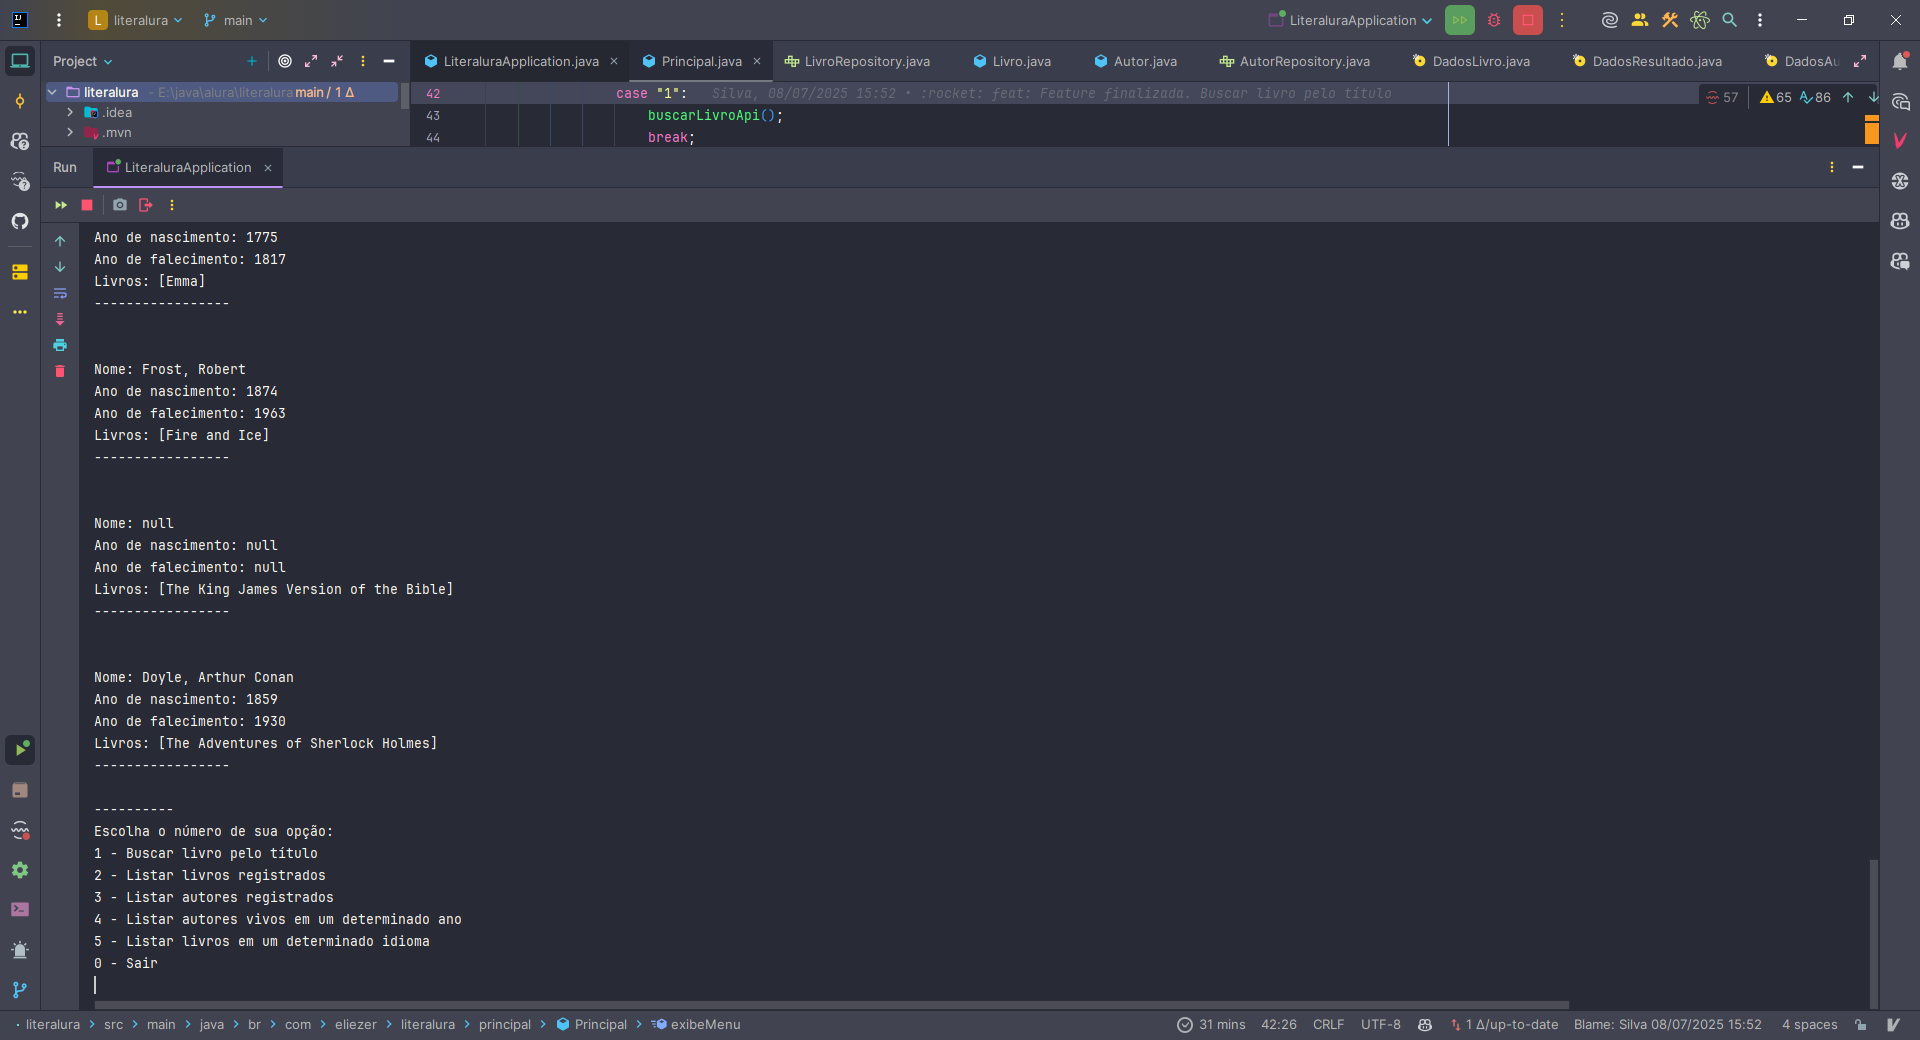 L literalura main LiteraluraApplication
Project
LiteraluraApplication.java Principal.java LivroRepository.java Livro.java Autor.java AutorRepository.java DadosLivro.java DadosResultado.java DadosAu
literalura - E:\java\alura\literalura main / 1 Δ
.idea
.mvn
42 case "1": Silva, 08/07/2025 15:52 • :rocket: feat: Feature finalizada. Buscar livro pelo título
57 65 86
43 buscarLivroApi();
44 break;
Run LiteraluraApplication
Ano de nascimento: 1775
Ano de falecimento: 1817
Livros: [Emma]
-----------------
Nome: Frost, Robert
Ano de nascimento: 1874
Ano de falecimento: 1963
Livros: [Fire and Ice]
-----------------
Nome: null
Ano de nascimento: null
Ano de falecimento: null
Livros: [The King James Version of the Bible]
-----------------
Nome: Doyle, Arthur Conan
Ano de nascimento: 1859
Ano de falecimento: 1930
Livros: [The Adventures of Sherlock Holmes]
-----------------
----------
Escolha o número de sua opção:
1 - Buscar livro pelo título
2 - Listar livros registrados
3 - Listar autores registrados
4 - Listar autores vivos em um determinado ano
5 - Listar livros em um determinado idioma
0 - Sair
literalura > src > main > java > br > com > eliezer > literalura > principal > Principal > exibeMenu
31 mins 42:26 CRLF UTF-8 1 Δ/up-to-date Blame: Silva 08/07/2025 15:52 4 spaces